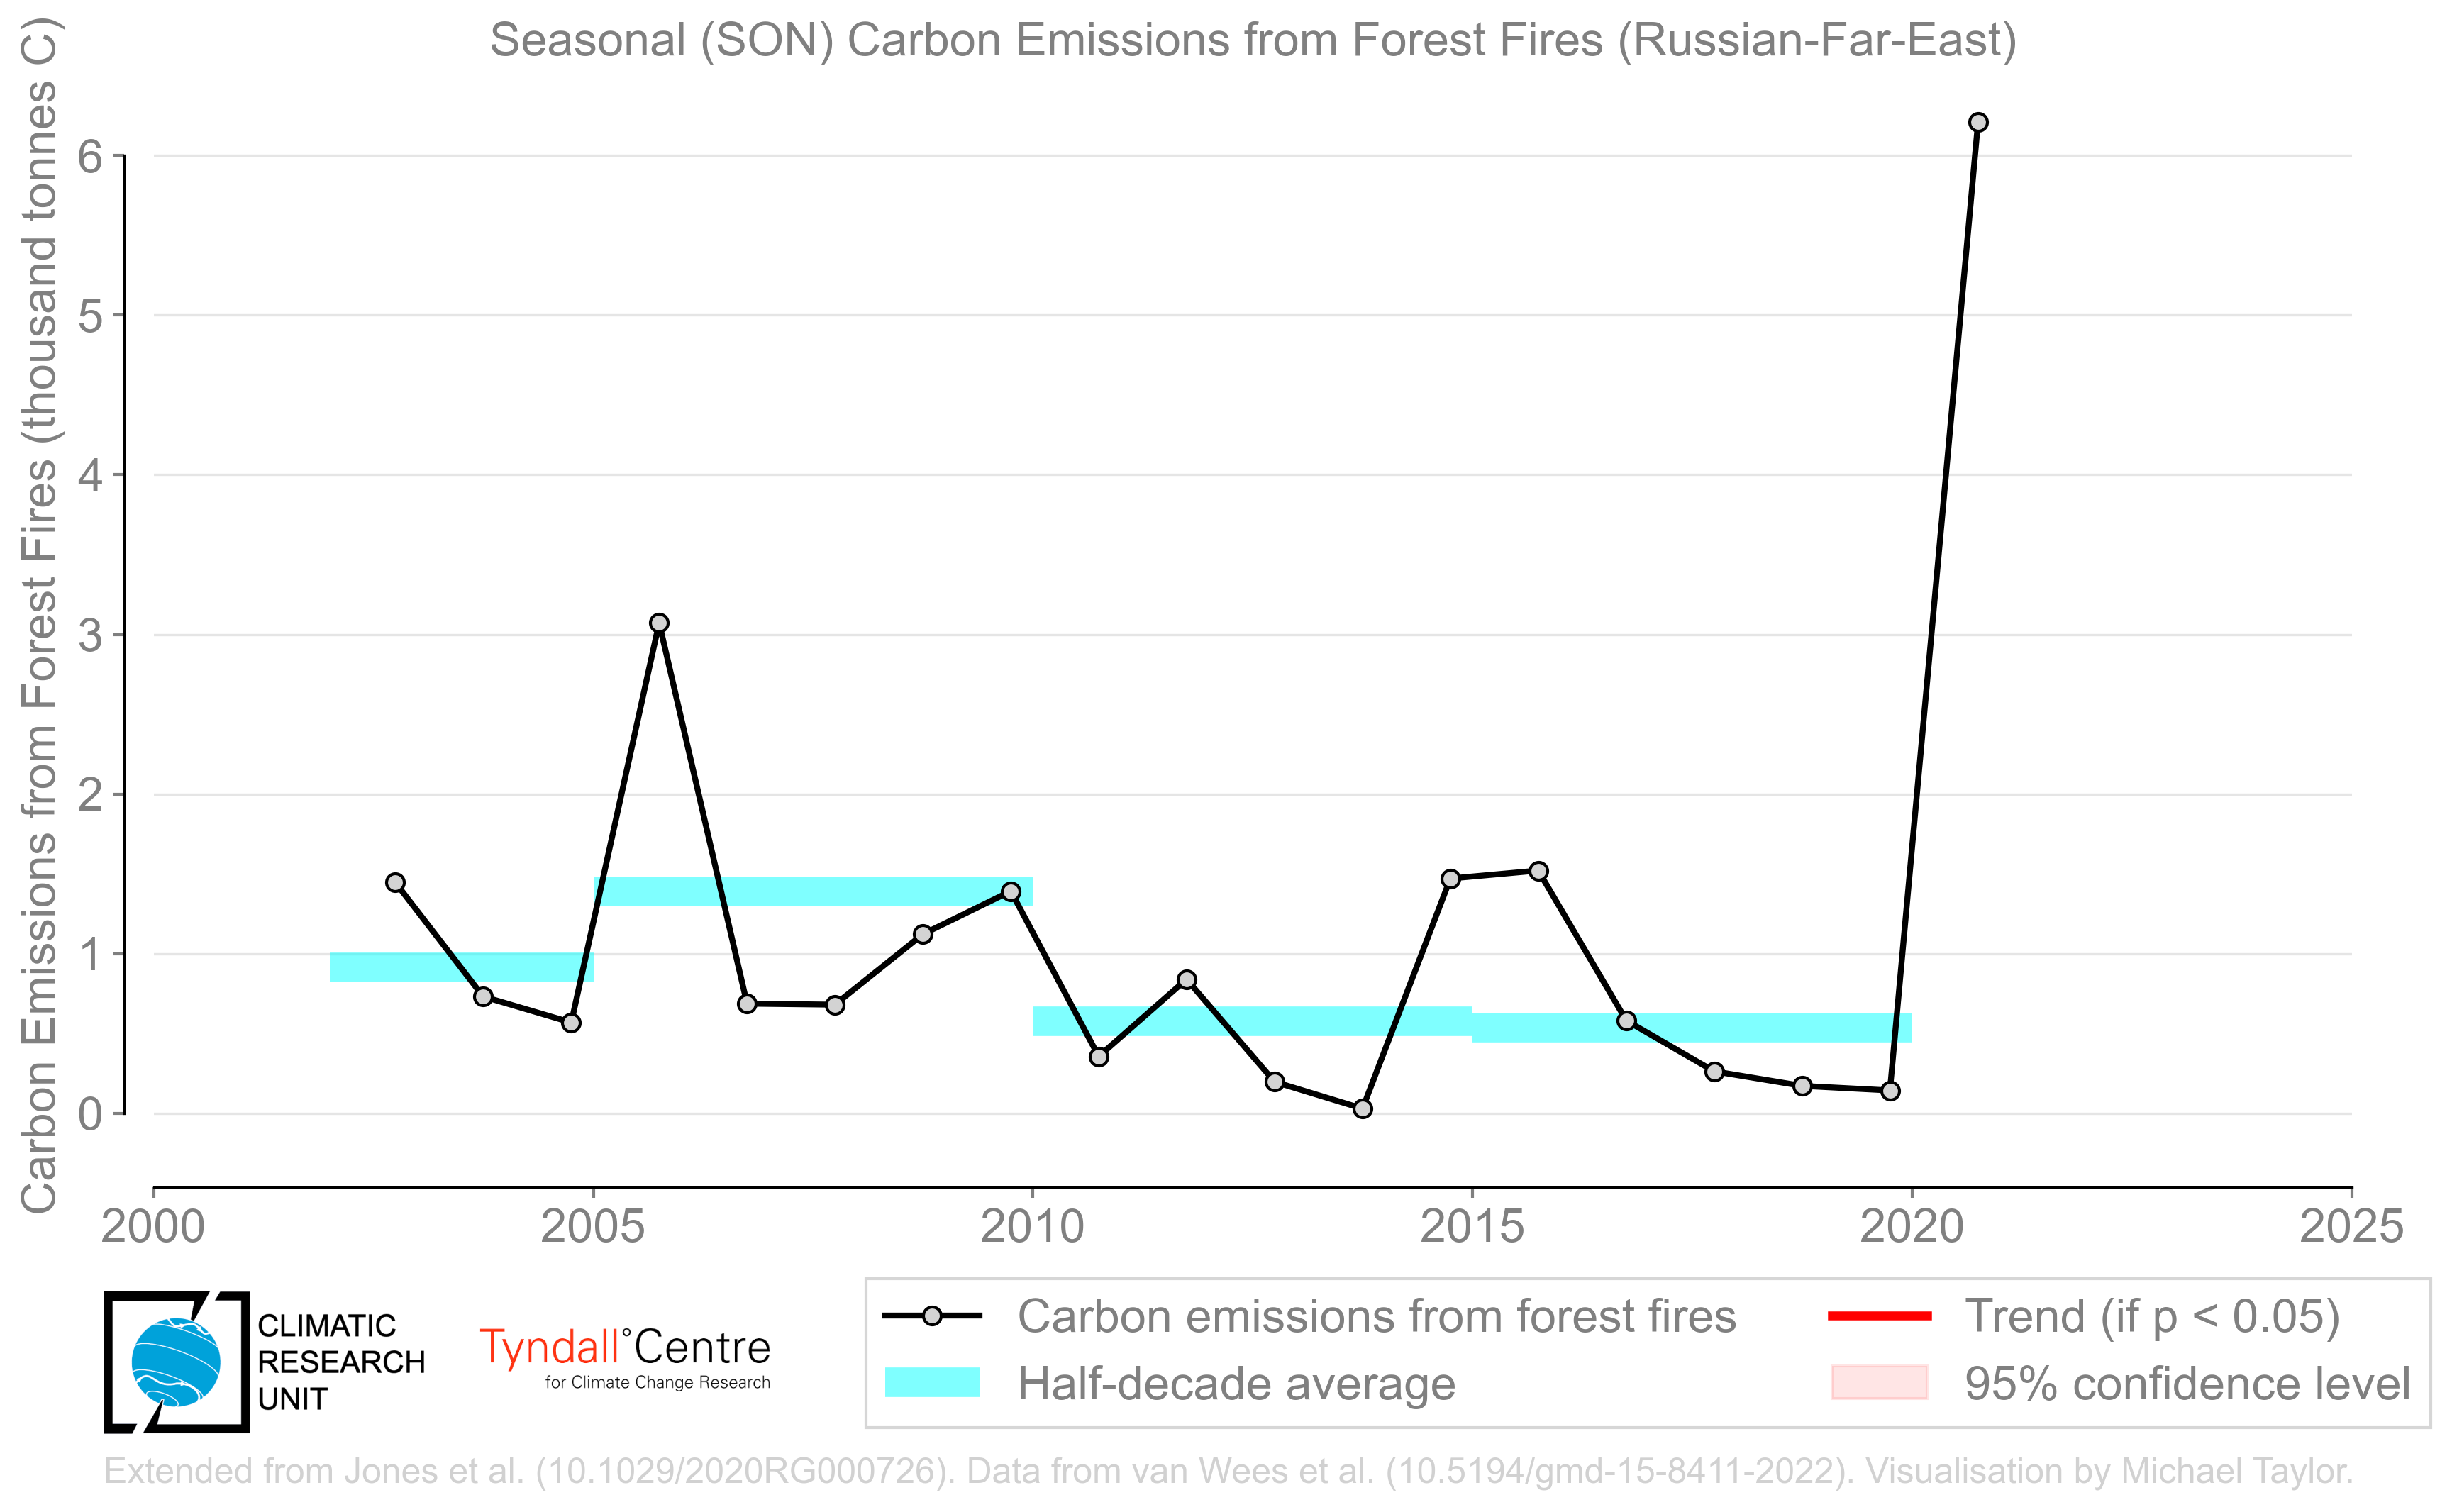 Seasonal (SON) Carbon Emissions from Forest Fires (Russian-Far-East)
Carbon Emissions from Forest Fires (thousand tonnes C)
6
5
4
3
2
1
0
2000 2005 2010 2015 2020 2025
CLIMATIC
RESEARCH
UNIT
Tyndall°Centre
for Climate Change Research
Carbon emissions from forest fires
Half-decade average
Trend (if p < 0.05)
95% confidence level
Extended from Jones et al. (10.1029/2020RG000726). Data from van Wees et al. (10.5194/gmd-15-8411-2022). Visualisation by Michael Taylor.